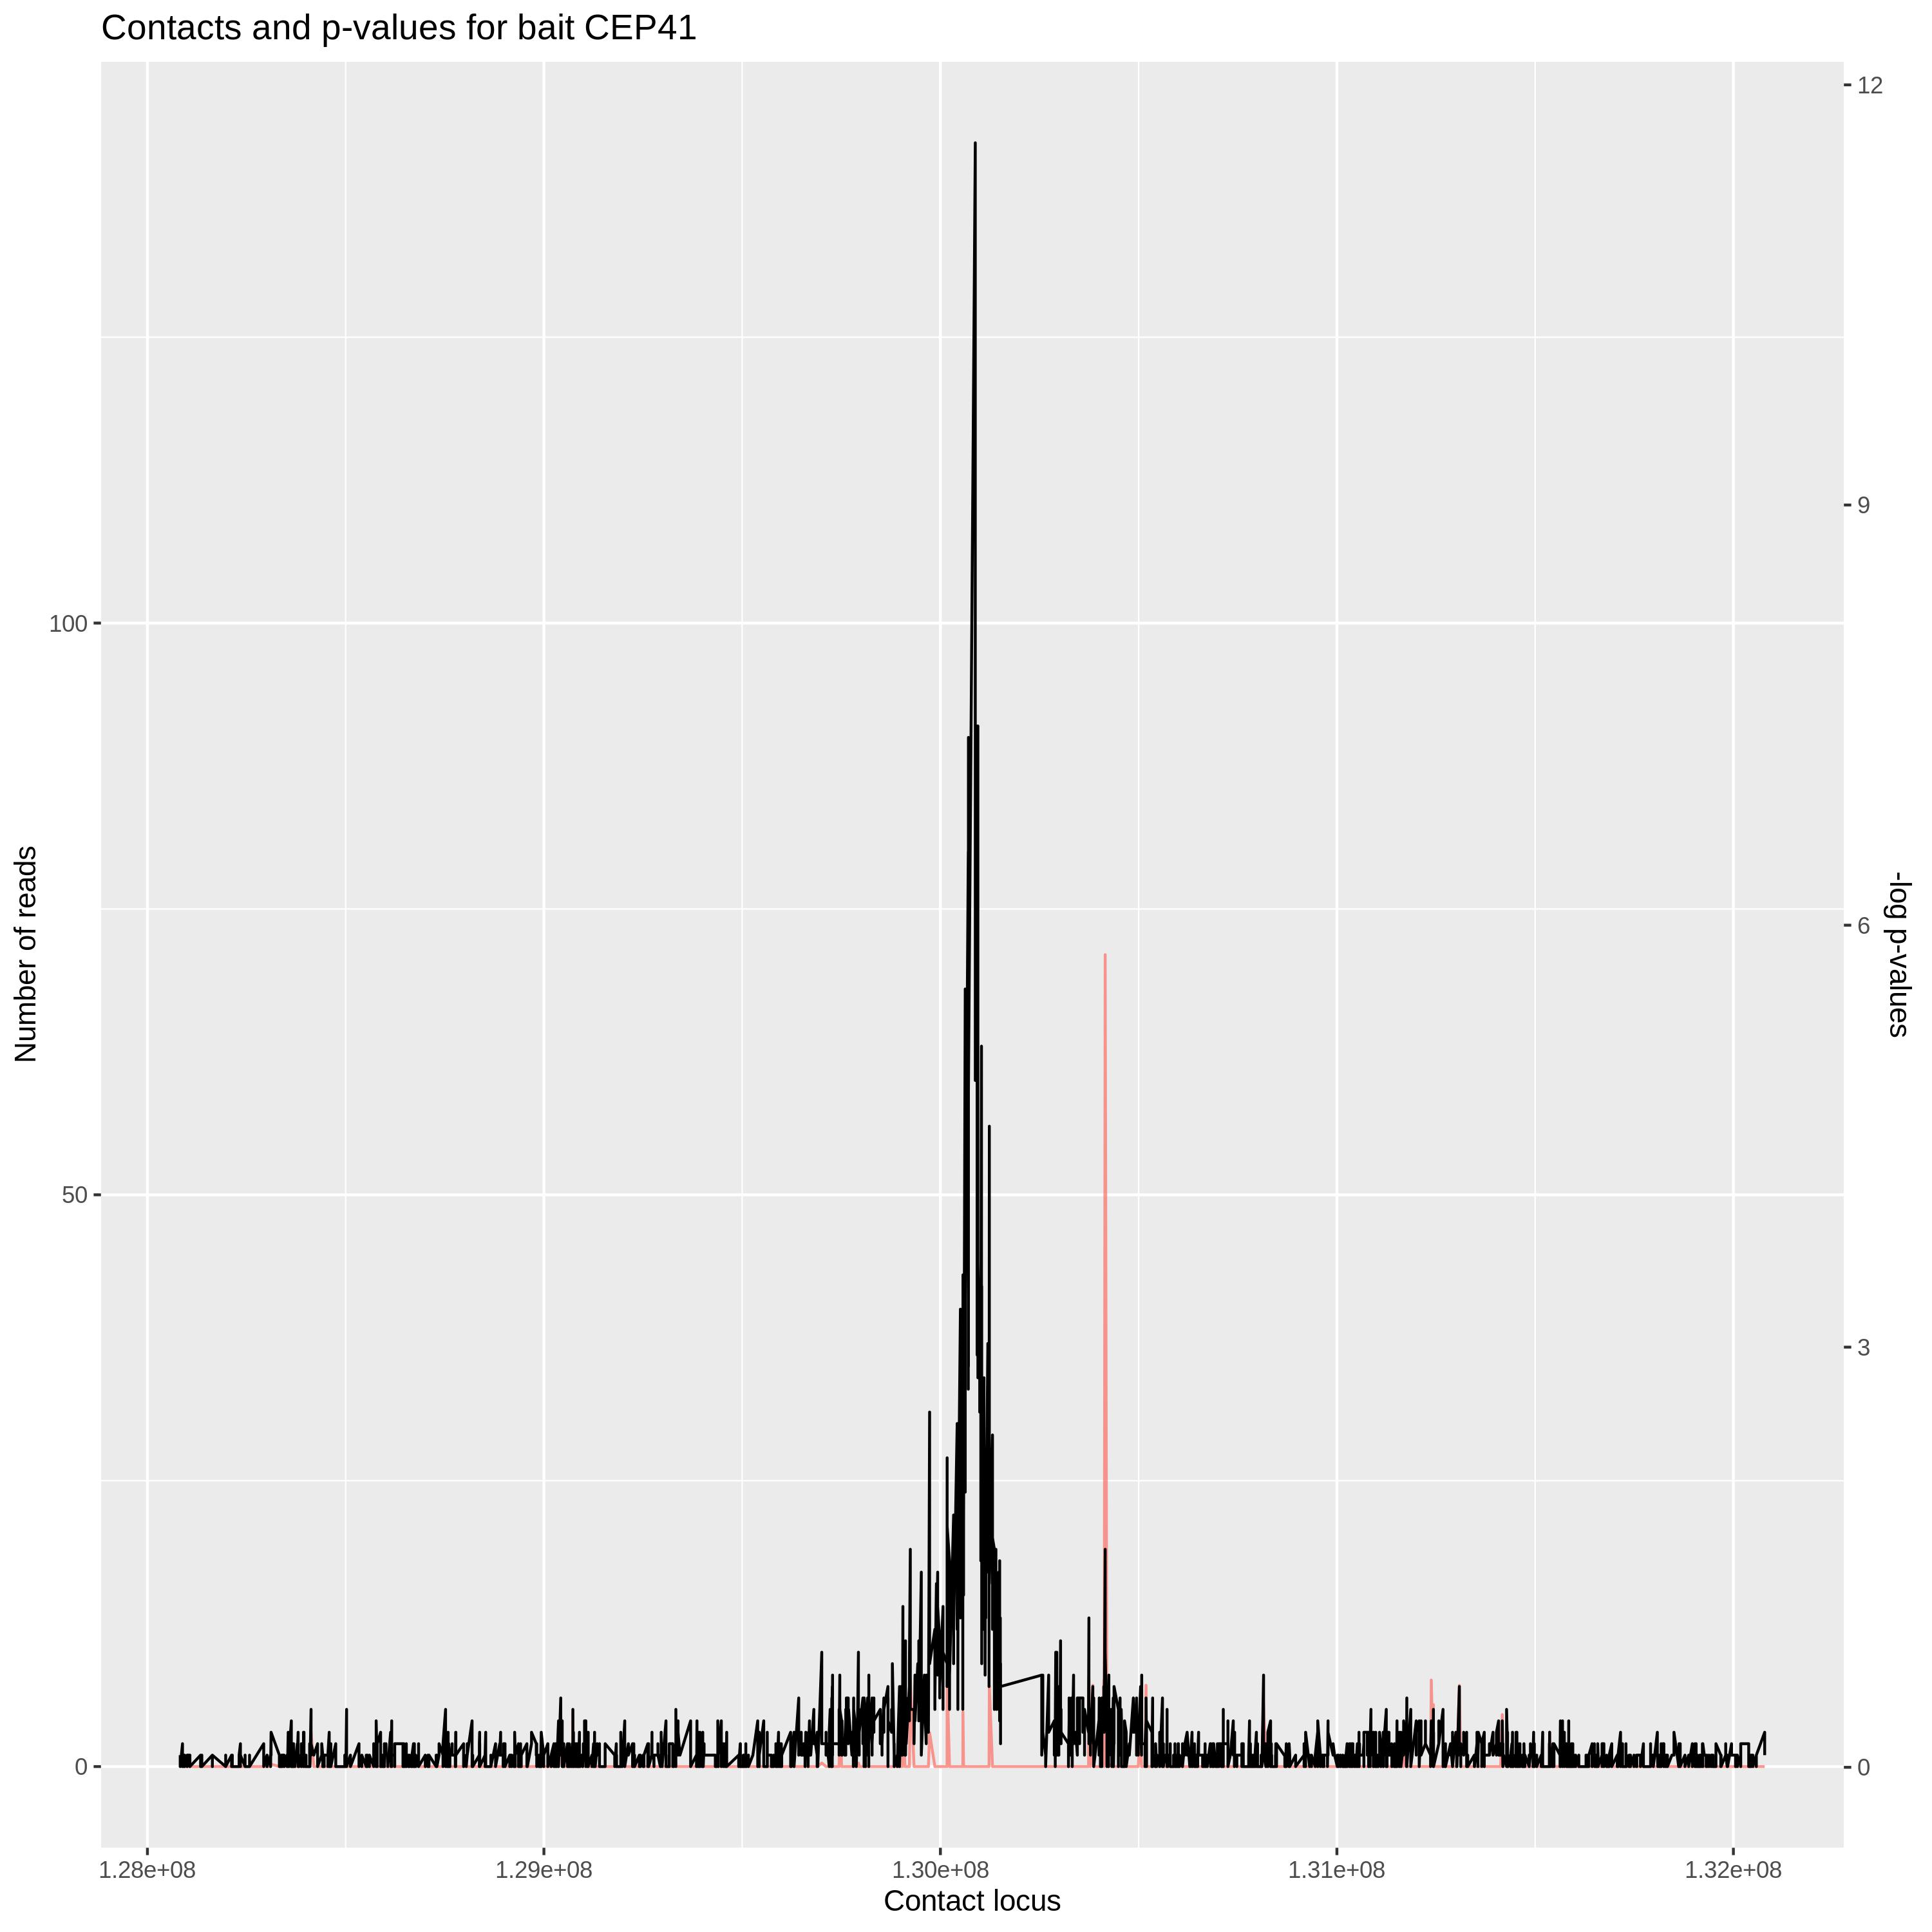 Contacts and p-values for bait CEP41
12
9
100
6
Number of reads
-log p-values
3
50
0
0
1.28e+08
1.29e+08
1.30e+08
1.31e+08
1.32e+08
Contact locus